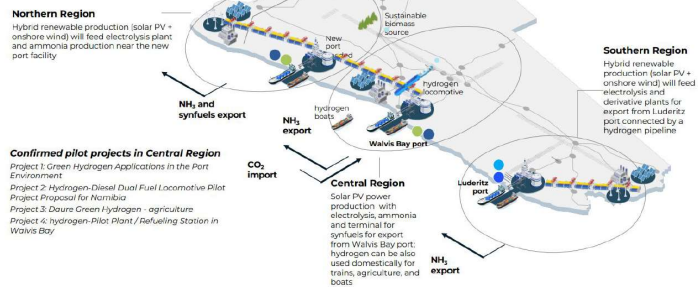 Northern Region
Hybrid renewable production (solar PV +
onshore wind) will feed electrolysis plant
and ammonia production near the new
port facility
Sustainable
biomass
source
New
port
NH3 and
synfuels export
hydrogen
locomotive
hydrogen
boats
NH3
export
Walvis Bay port
CO2
import
Southern Region
Hybrid renewable
production (solar PV +
onshore wind) will feed
electrolysis and
derivative plants for
export from Luderitz
port connected by a
hydrogen pipeline
Confirmed pilot projects in Central Region
Project 1: Green Hydrogen Applications in the Port
Environment
Project 2: Hydrogen-Diesel Dual Fuel Locomotive Pilot
Project Proposal for Namibia
Project 3: Daure Green Hydrogen - agriculture
Project 4: hydrogen-Pilot Plant / Refueling Station in
Walvis Bay
Central Region
Solar PV power
production with
electrolysis, ammonia
and terminal for
synfuels for export
from Walvis Bay port;
hydrogen can be also
used domestically for
trains, agriculture, and
boats
Luderitz
port
NH3
export